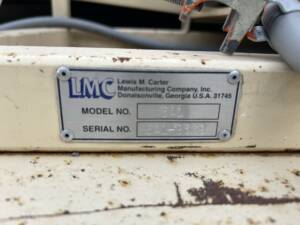 LMC
Lewis M. Carter
Manufacturing Company, Inc.
Donalsonville, Georgia U.S.A. 31745
MODEL NO.
SERIAL NO.